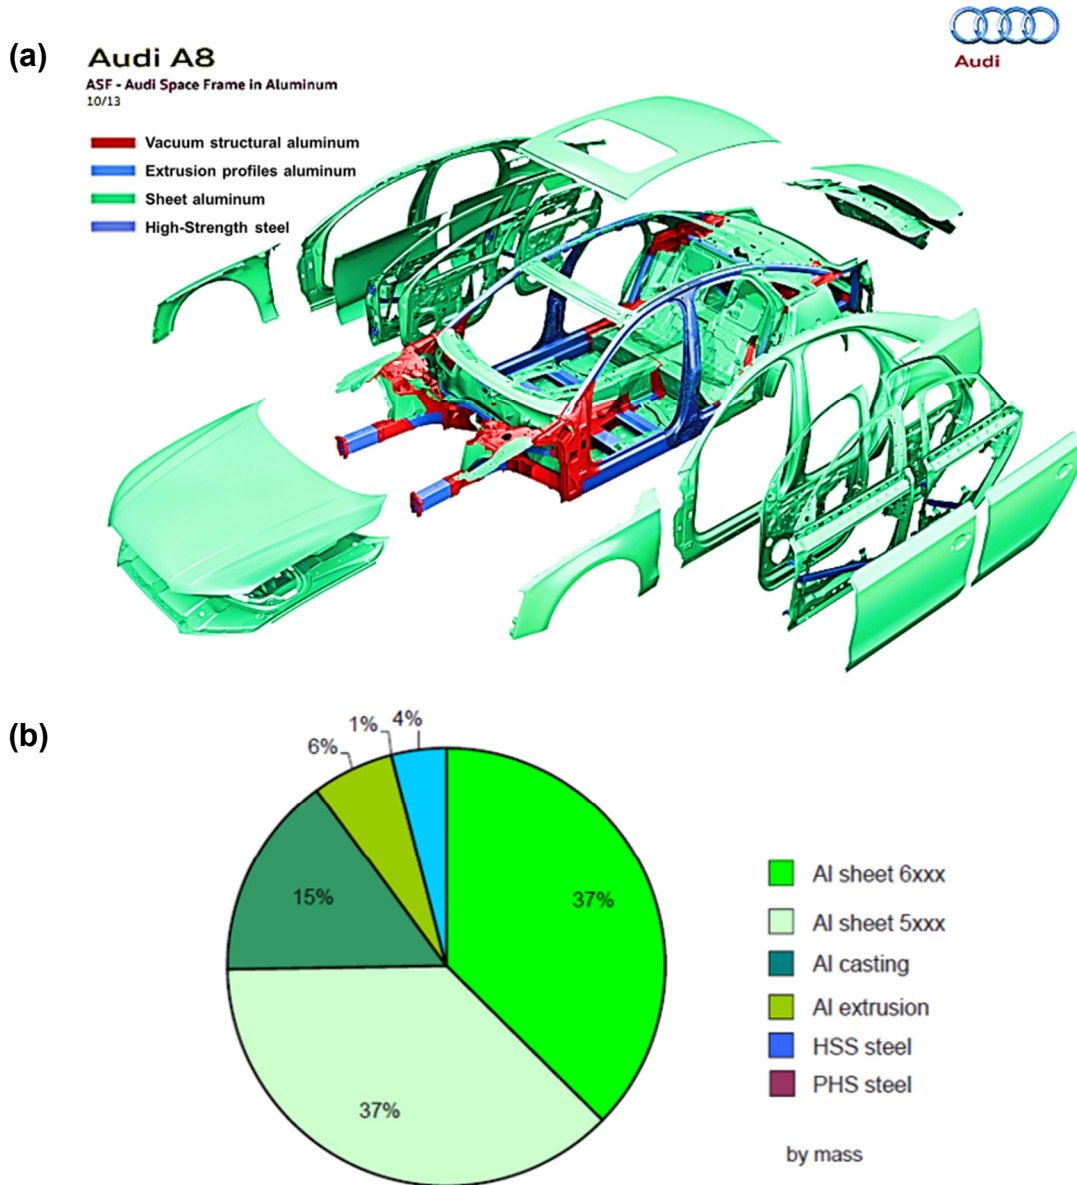 (a)
Audi A8
ASF - Audi Space Frame in Aluminum
10/13
Audi
Vacuum structural aluminum
Extrusion profiles aluminum
Sheet aluminum
High-Strength steel
(b)
6%
1%
4%
15%
37%
37%
Al sheet 6xxx
Al sheet 5xxx
Al casting
Al extrusion
HSS steel
PHS steel
by mass